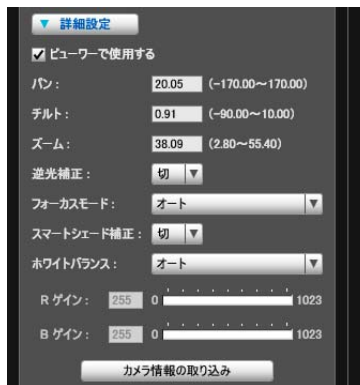 ▼ 詳細設定
ビューワーで使用する
パン： 20.05 (-170.00～170.00)
チルト： 0.91 (-90.00～10.00)
ズーム： 38.09 (2.80～55.40)
逆光補正： 切 ▼
フォーカスモード： オート ▼
スマートシェード補正： 切 ▼
ホワイトバランス： オート ▼
R ゲイン： 255 0 1023
B ゲイン： 255 0 1023
カメラ情報の取り込み